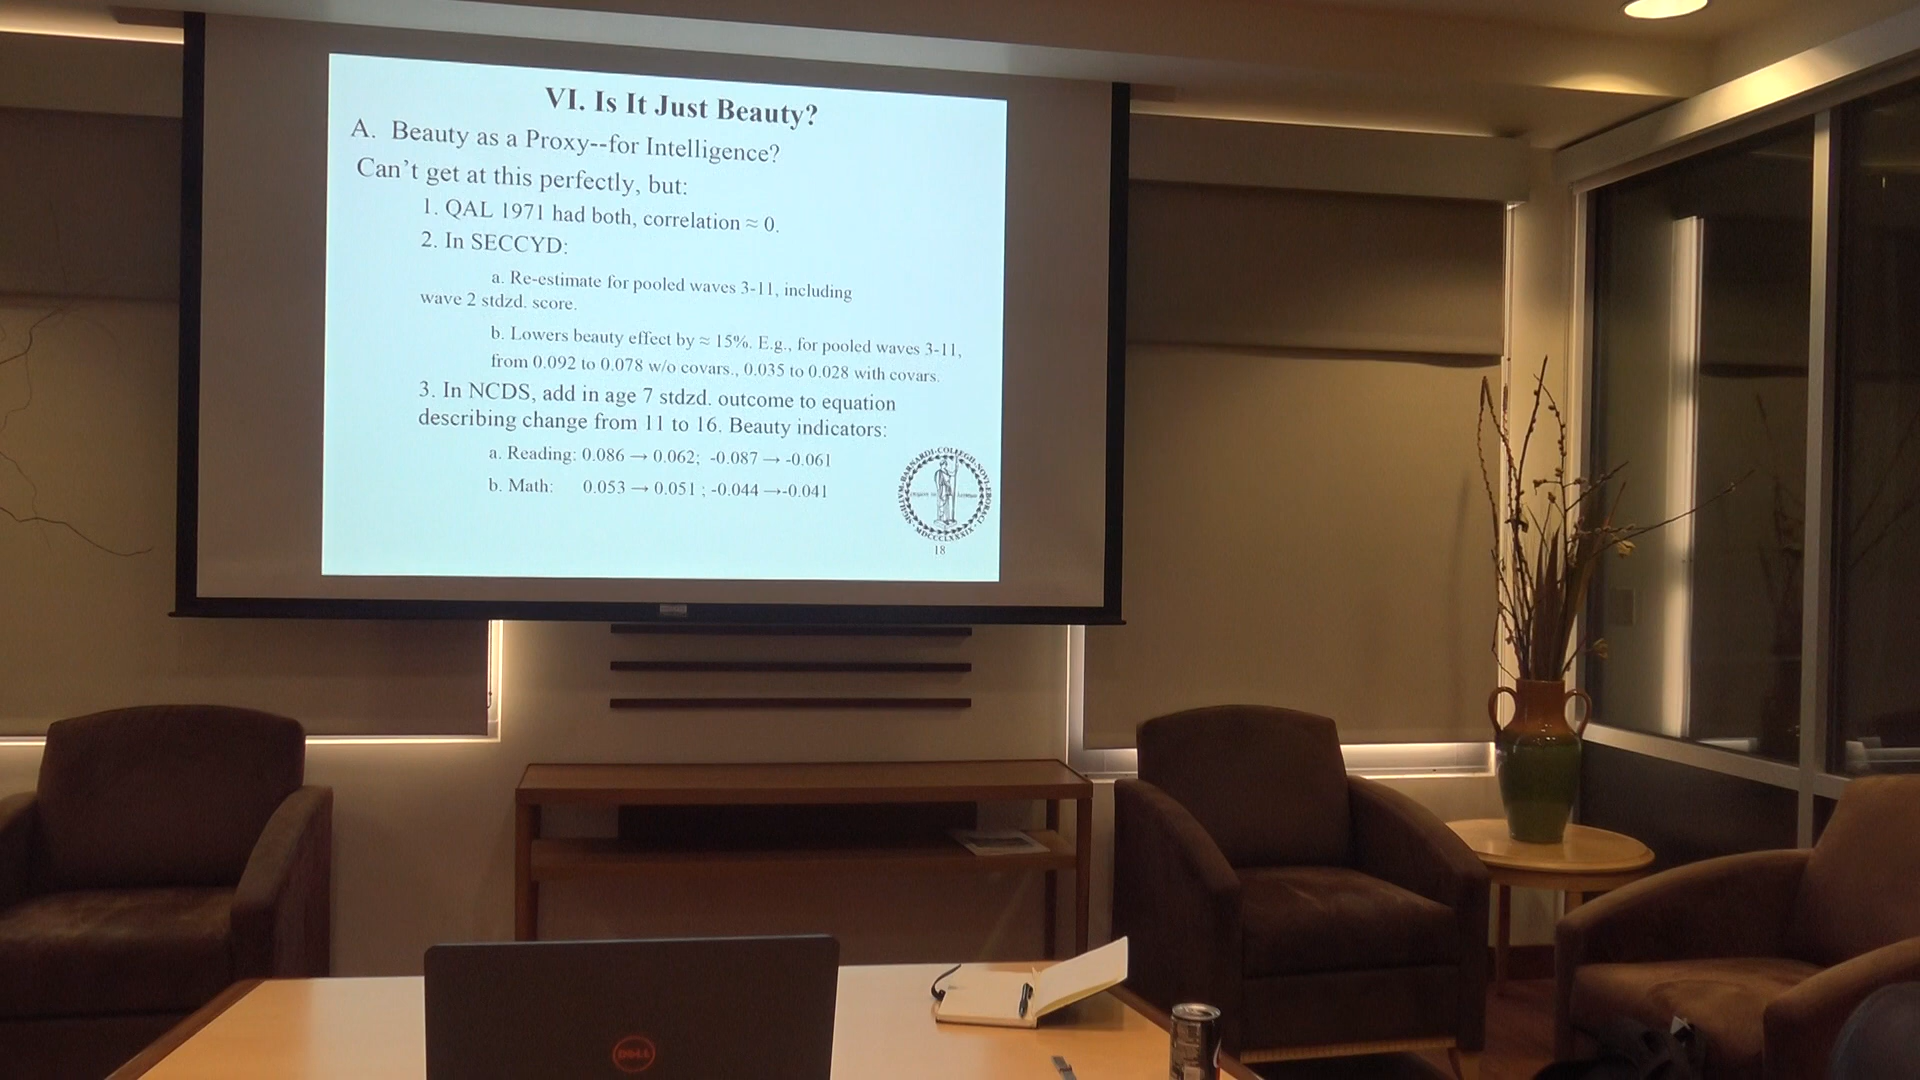 VI. Is It Just Beauty?
A. Beauty as a Proxy--for Intelligence?
Can't get at this perfectly, but:
1. QAL 1971 had both, correlation ≈ 0.
2. In SECCYD:
a. Re-estimate for pooled waves 3-11, including
wave 2 stdzd. score.
b. Lowers beauty effect by ≈ 15%. E.g., for pooled waves 3-11,
from 0.092 to 0.078 w/o covars., 0.035 to 0.028 with covars.
3. In NCDS, add in age 7 stdzd. outcome to equation
describing change from 11 to 16. Beauty indicators:
a. Reading: 0.086 → 0.062; -0.087 → -0.061
b. Math: 0.053 → 0.051 ; -0.044 →-0.041
18
DELL